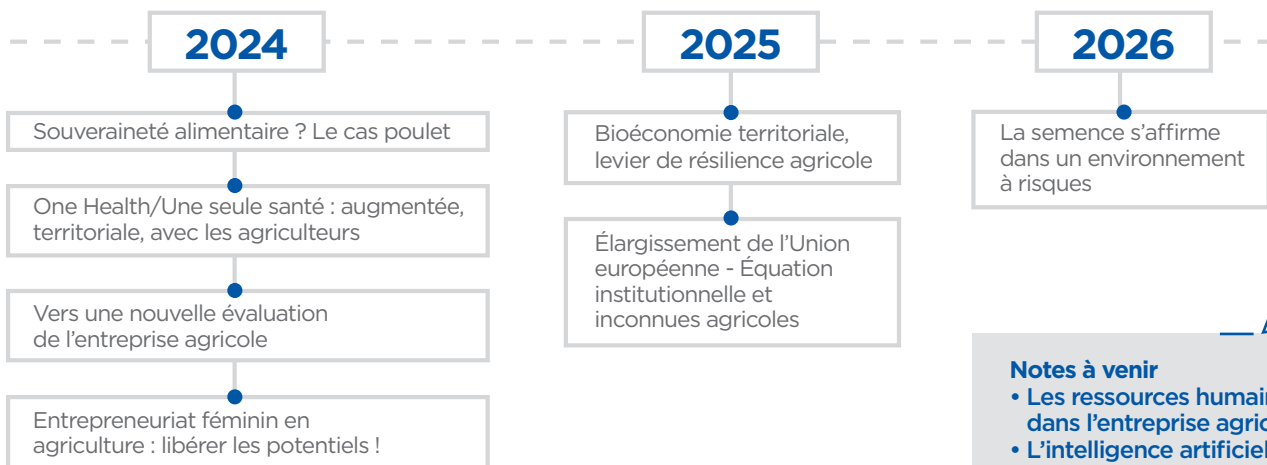 2024
Souveraineté alimentaire ? Le cas poulet
One Health/Une seule santé : augmentée,
territoriale, avec les agriculteurs
Vers une nouvelle évaluation
de l’entreprise agricole
Entrepreneuriat féminin en
agriculture : libérer les potentiels !
2025
Bioéconomie territoriale,
levier de résilience agricole
Élargissement de l’Union
européenne - Équation
institutionnelle et
inconnues agricoles
2026
La semence s’affirme
dans un environnement
à risques
Notes à venir
• Les ressources
dans l’entreprise
• L’intelligence